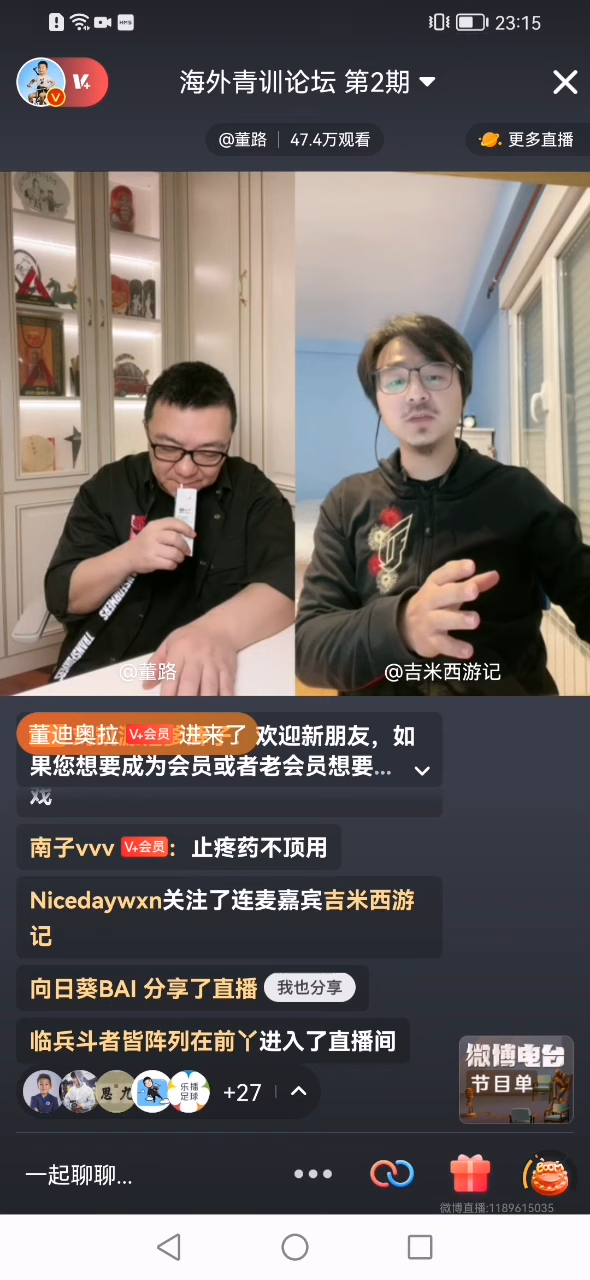 23:15
V+
海外青训论坛 第2期
@董路 | 47.4万观看
更多直播
TRANSFORMERS
@董路
@吉米西游记
董迪奥拉 V+会员 进来了 欢迎新朋友，如
果您想要成为会员或者老会员想要...
戏
南子vvv V+会员： 止疼药不顶用
Nicedaywxn关注了连麦嘉宾吉米西游
记
向日葵BAI 分享了直播 我也分享
临兵斗者皆阵列在前丫进入了直播间
乐播
足球
+27
微博电台
节目单
一起聊聊...
微博直播:1189615035